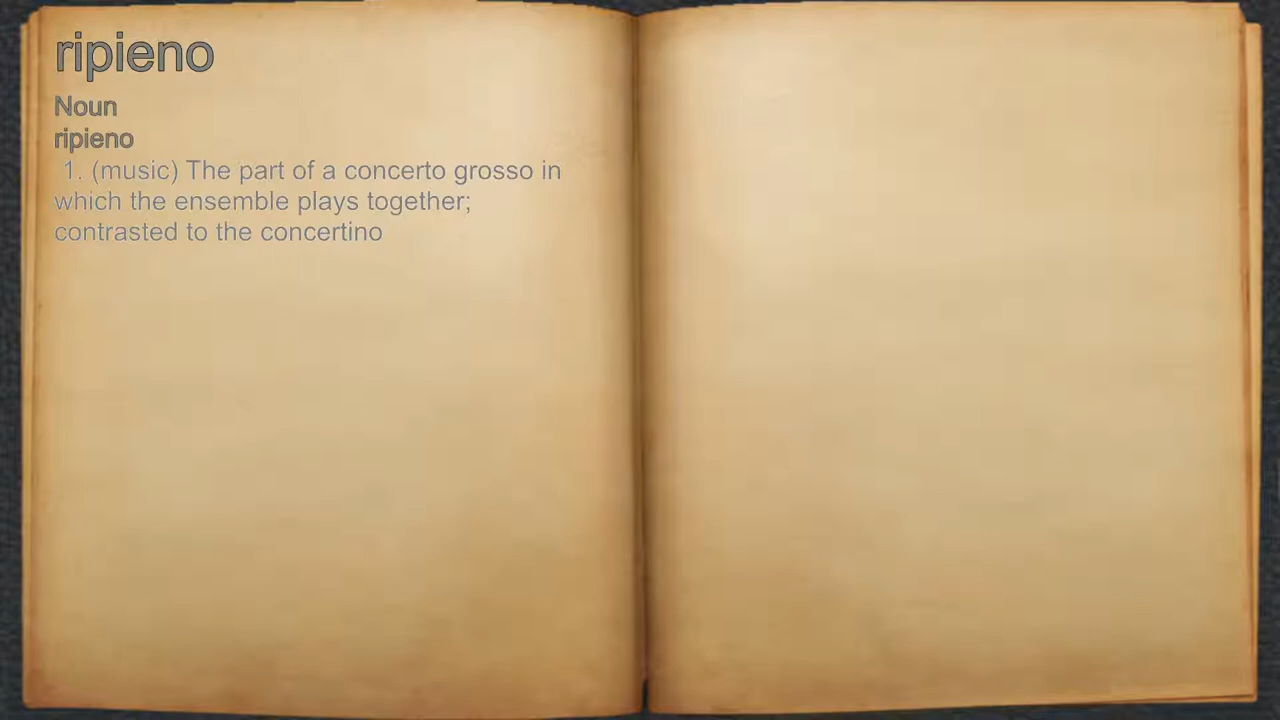 ripieno
Noun
ripieno
1. (music) The part of a concerto grosso in
which the ensemble plays together;
contrasted to the concertino